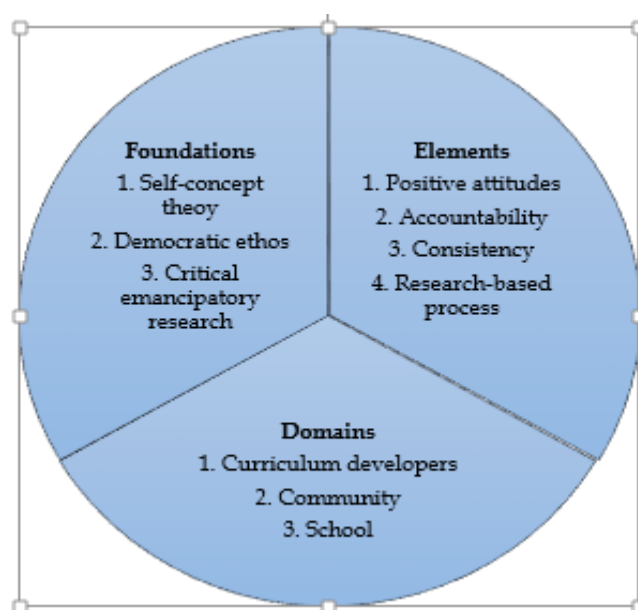 Foundations
1. Self-concept
theoy
2. Democratic ethos
3. Critical
emancipatory
research
Elements
1. Positive attitudes
2. Accountability
3. Consistency
4. Research-based
process
Domains
1. Curriculum developers
2. Community
3. School